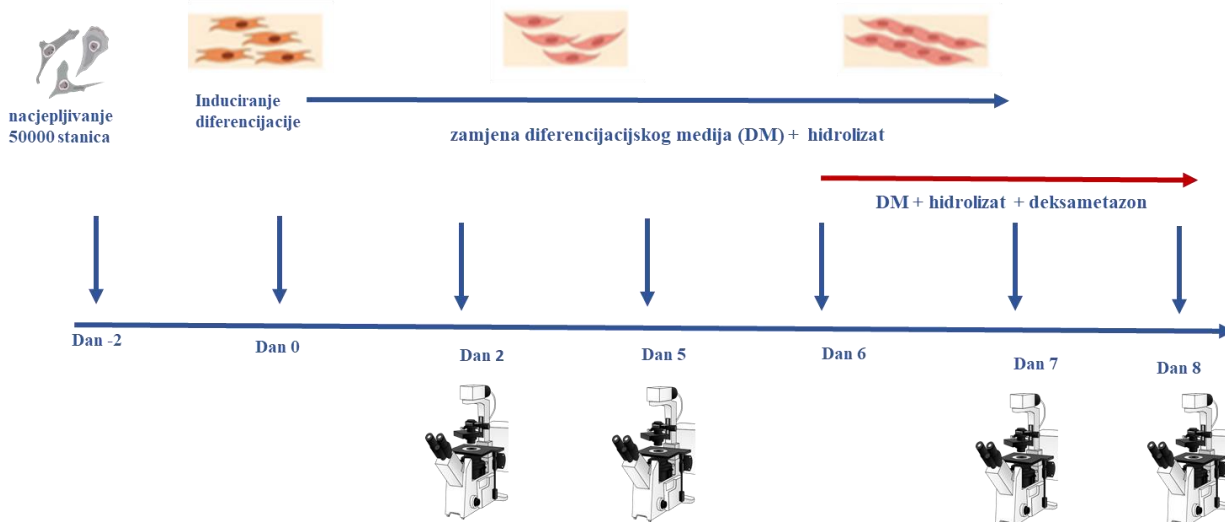 nacjepljivanje
50000 stanica
Induciranje
diferencijacije
zamjena diferencijacijskog medija (DM) + hidrolizat
DM + hidrolizat + deksametazon
Dan -2
Dan 0
Dan 2
Dan 5
Dan 6
Dan 7
Dan 8